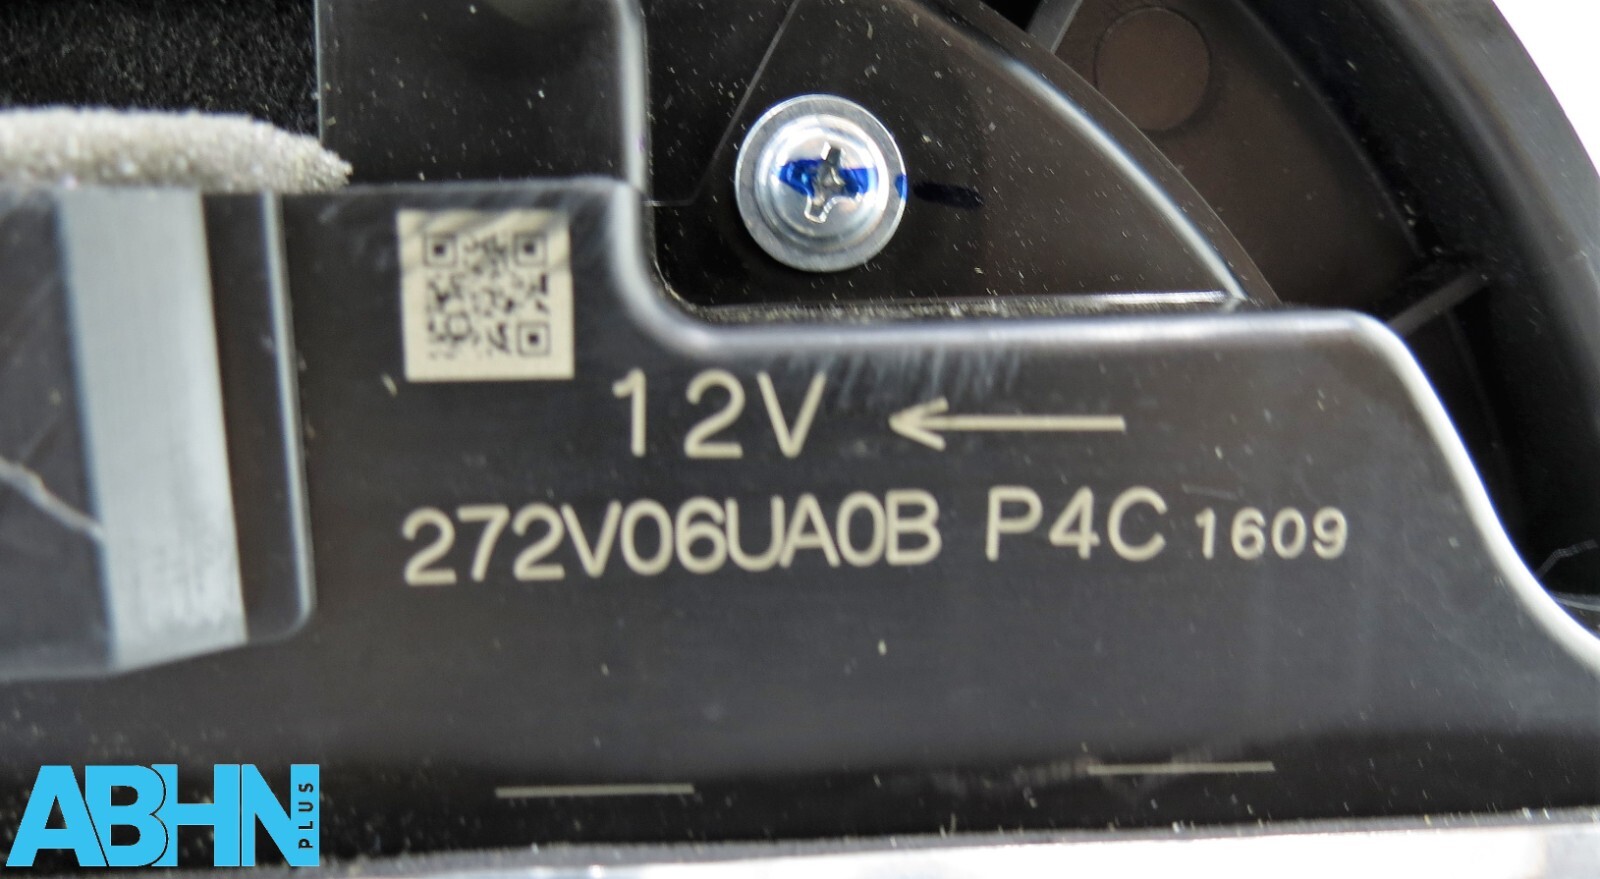 12V ←
272V06UA0B P4C 1609
ABHN PLUS